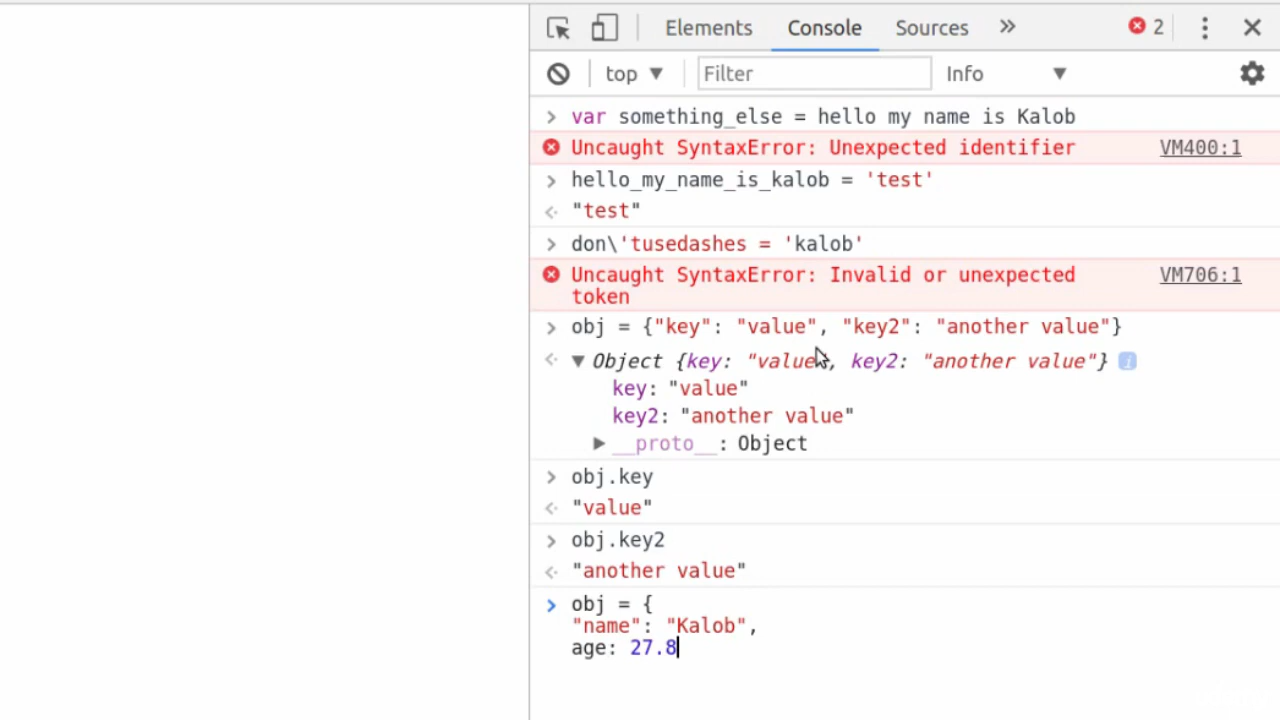 Elements Console Sources » 2
top ▼ Filter Info ▼
> var something_else = hello my name is Kalob
Uncaught SyntaxError: Unexpected identifier VM400:1
> hello_my_name_is_kalob = 'test'
"test"
> don\'tusedashes = 'kalob'
Uncaught SyntaxError: Invalid or unexpected VM706:1
token
> obj = {"key": "value", "key2": "another value"}
▼ Object {key: "value", key2: "another value"} i
key: "value"
key2: "another value"
▶ __proto__: Object
> obj.key
"value"
> obj.key2
"another value"
> obj = {
"name": "Kalob",
age: 27.8